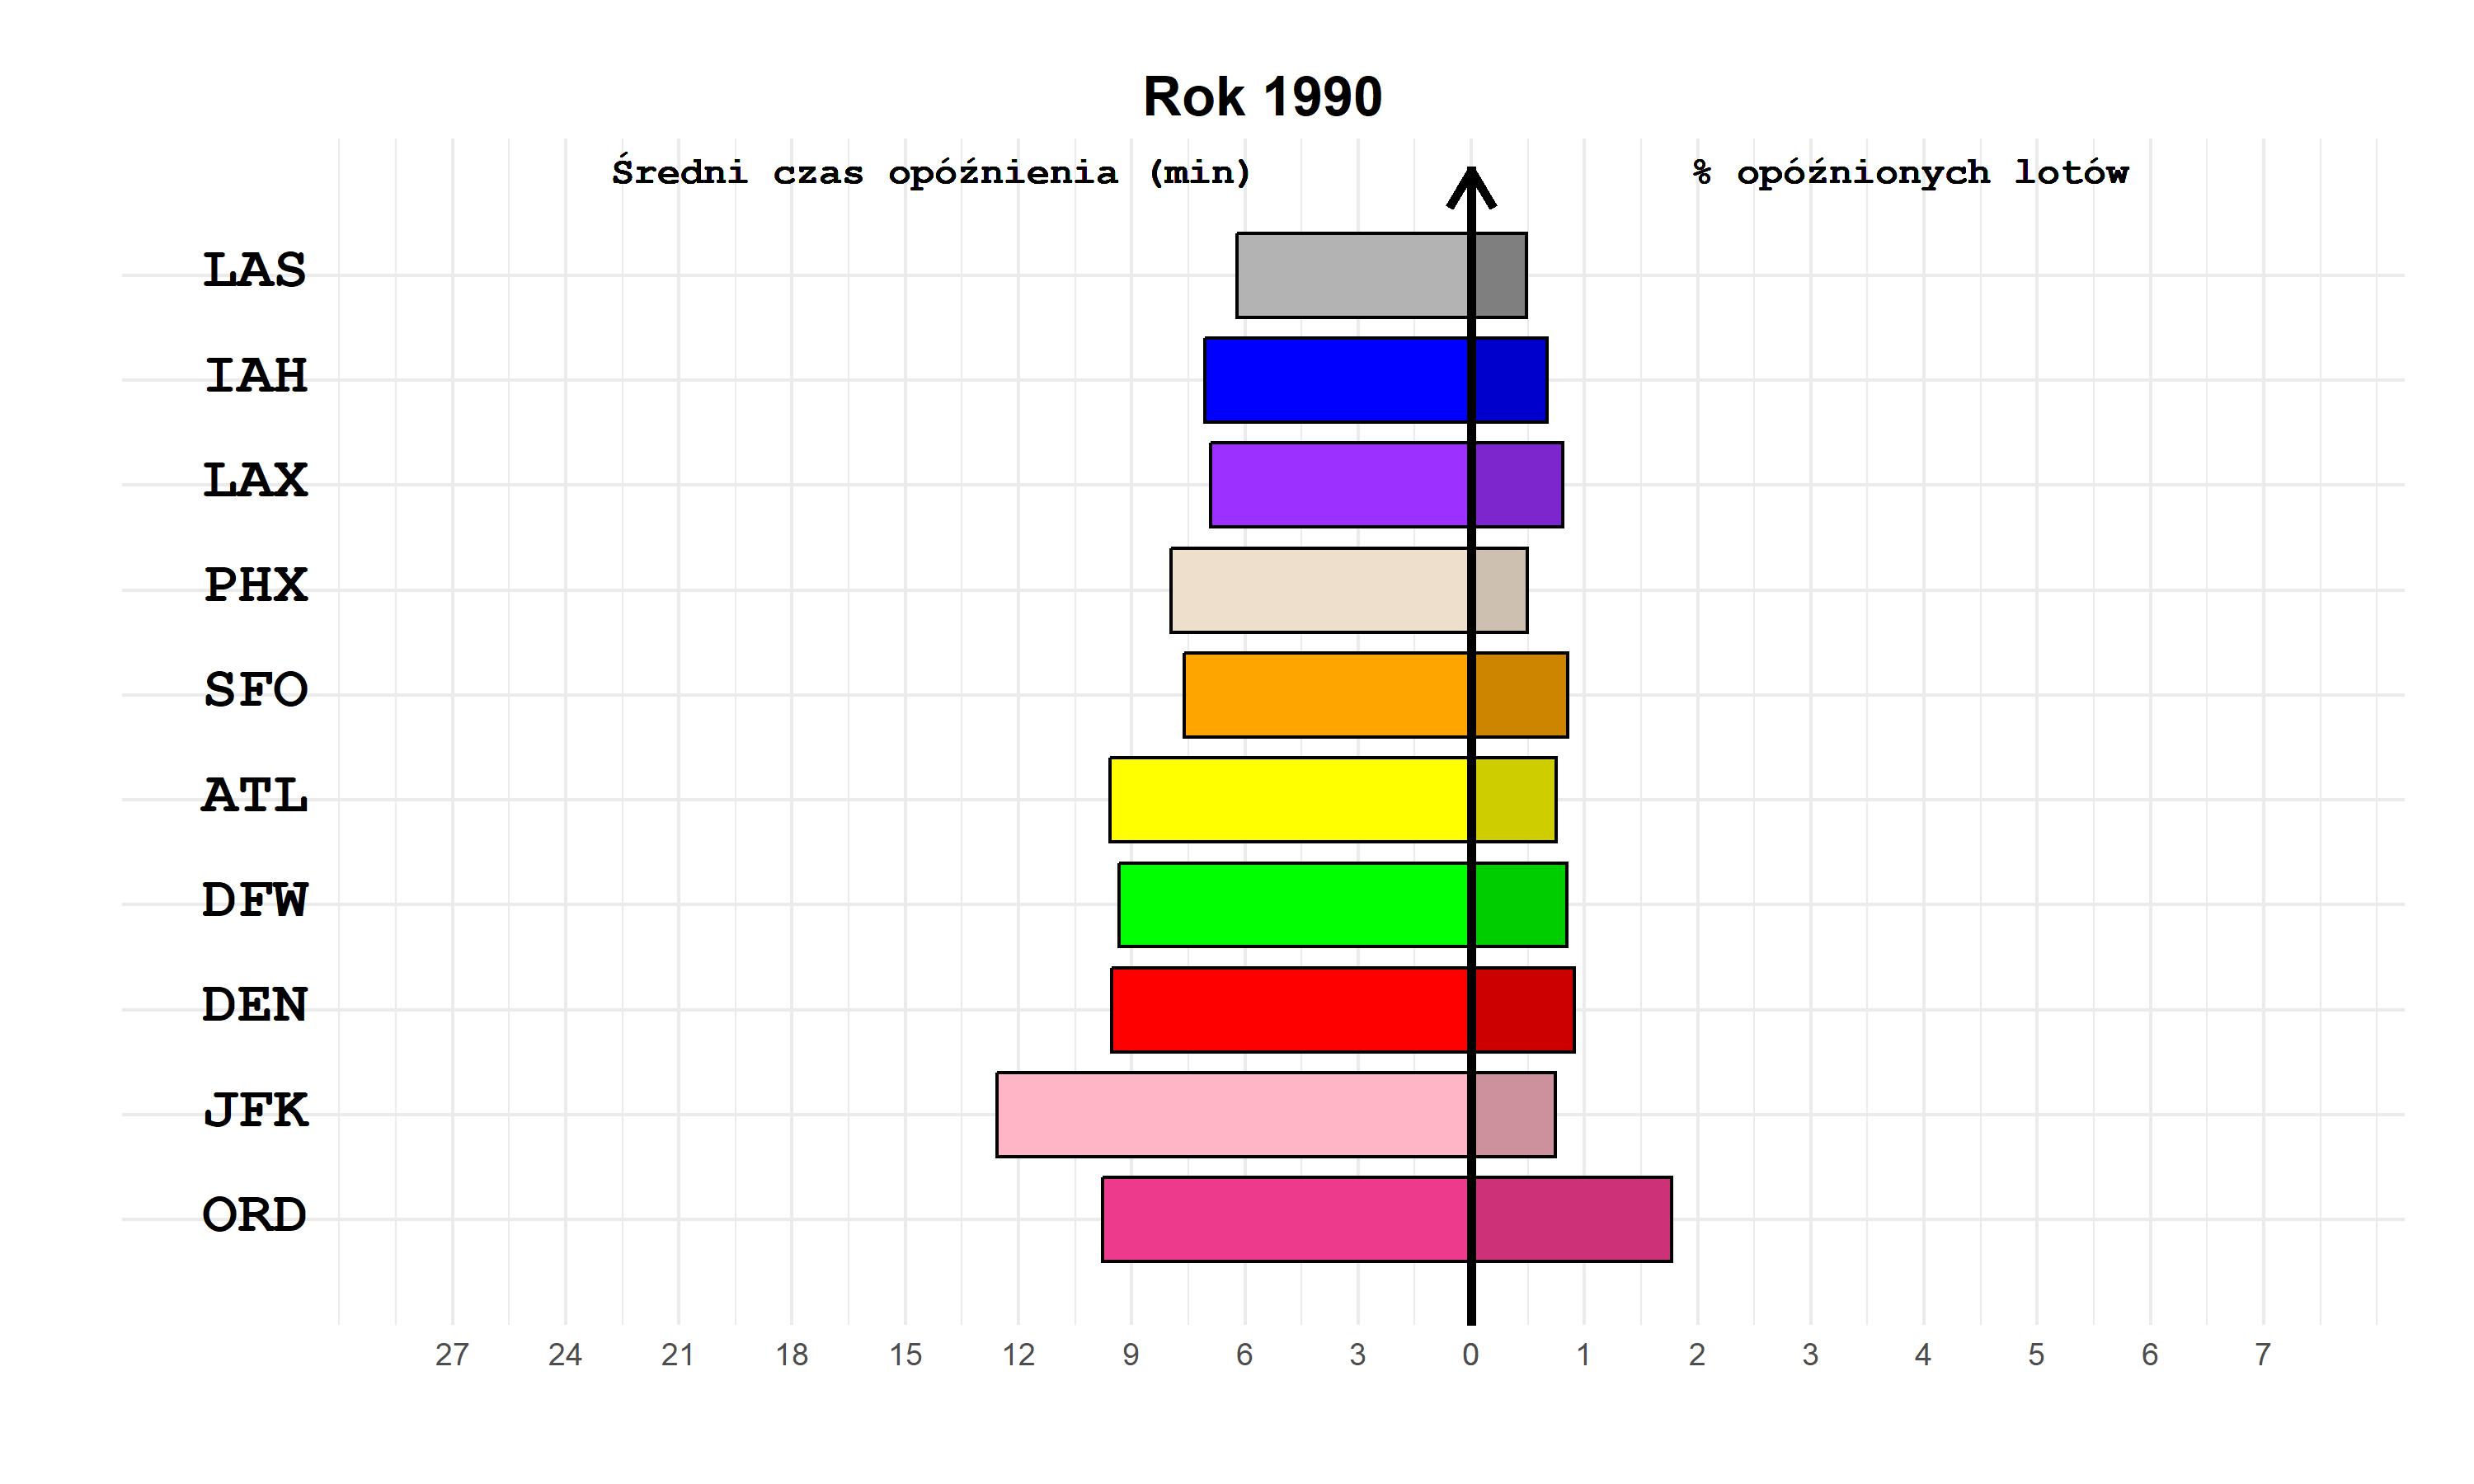 Rok 1990
Średni czas opóźnienia (min) % opóźnionych lotów
LAS
IAH
LAX
PHX
SFO
ATL
DFW
DEN
JFK
ORD
27 24 21 18 15 12 9 6 3 0 1 2 3 4 5 6 7